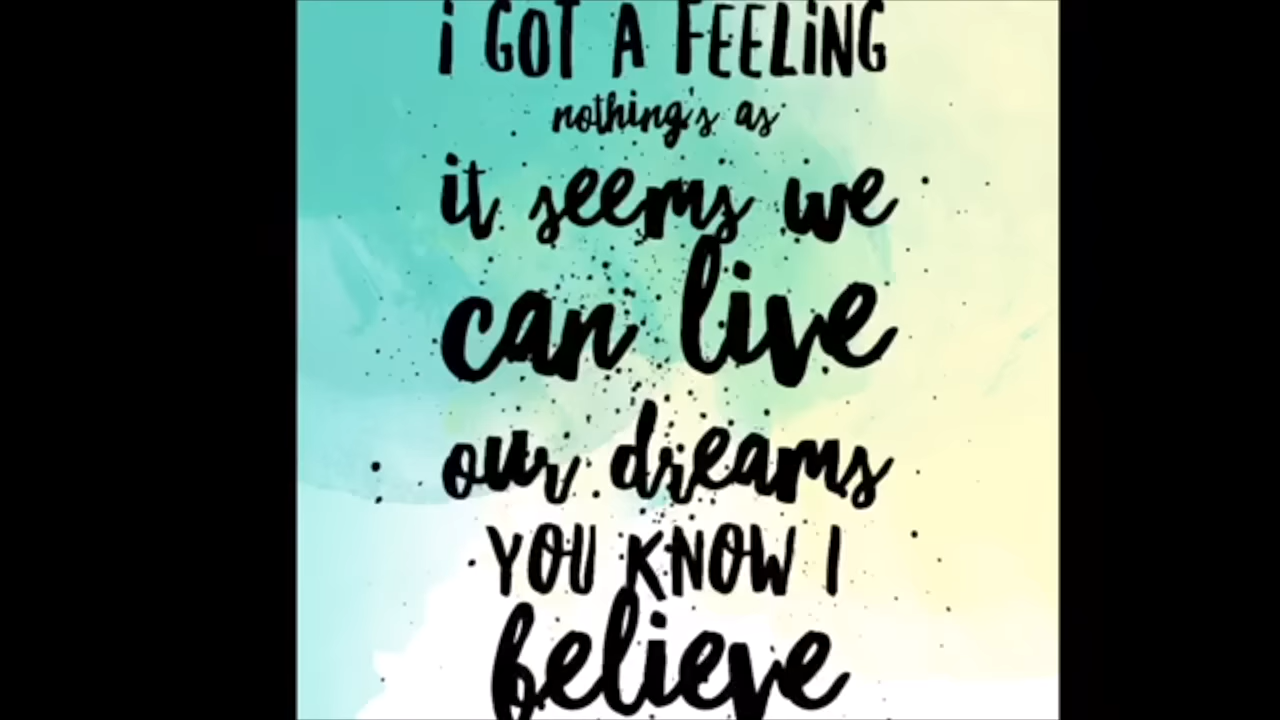 i GOT A FEELiNG
nothing's as
it seems we
can live
our dreams
YOU KNOW I
believe